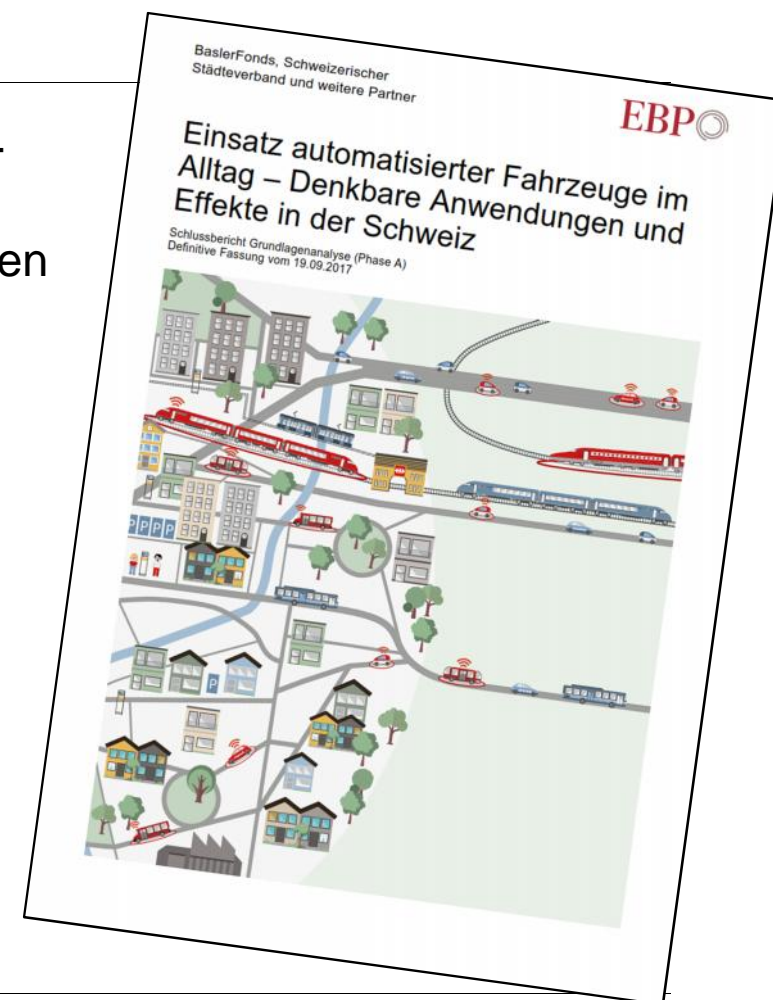 en
BaslerFonds, Schweizerischer
Städteverband und weitere Partner
EBP
Einsatz automatisierter Fahrzeuge im
Alltag – Denkbare Anwendungen und
Effekte in der Schweiz
Schlussbericht Grundlagenanalyse (Phase A)
Definitive Fassung vom 19.09.2017
P P P P
P